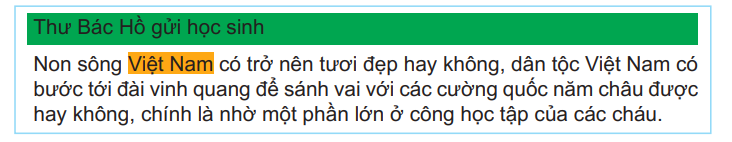 Thư Bác Hồ gửi học sinh
Non sông Việt Nam có trở nên tươi đẹp hay không, dân tộc Việt Nam có
bước tới đài vinh quang để sánh vai với các cường quốc năm châu được
hay không, chính là nhờ một phần lớn ở công học tập của các cháu.